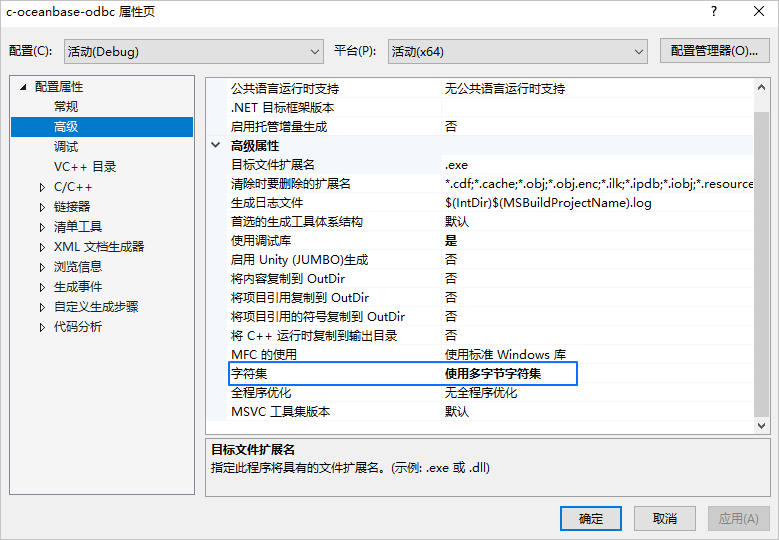 c-oceanbase-odbc 属性页
?
配置(C): 活动(Debug) 平台(P): 活动(x64) 配置管理器(O)...
配置属性
常规
高级
调试
VC++ 目录
C/C++
链接器
清单工具
XML 文档生成器
浏览信息
生成事件
自定义生成步骤
代码分析
公共语言运行时支持 无公共语言运行时支持
.NET 目标框架版本
启用托管增量生成 否
高级属性
目标文件扩展名 .exe
清除时要删除的扩展名 *.cdf;*.cache;*.obj;*.obj.enc;*.ilk;*.ipdb;*.iobj;*.resource
生成日志文件 $(IntDir)$(MSBuildProjectName).log
首选的生成工具体系结构 默认
使用调试库 是
启用 Unity (JUMBO)生成 否
将内容复制到 OutDir 否
将项目引用复制到 OutDir 否
将项目引用的符号复制到 OutDir 否
将 C++ 运行时复制到输出目录 否
MFC 的使用 使用标准 Windows 库
字符集 使用多字节字符集
全程序优化 无全程序优化
MSVC 工具集版本 默认
目标文件扩展名
指定此程序将具有的文件扩展名。(示例: .exe 或 .dll)
确定 取消 应用(A)